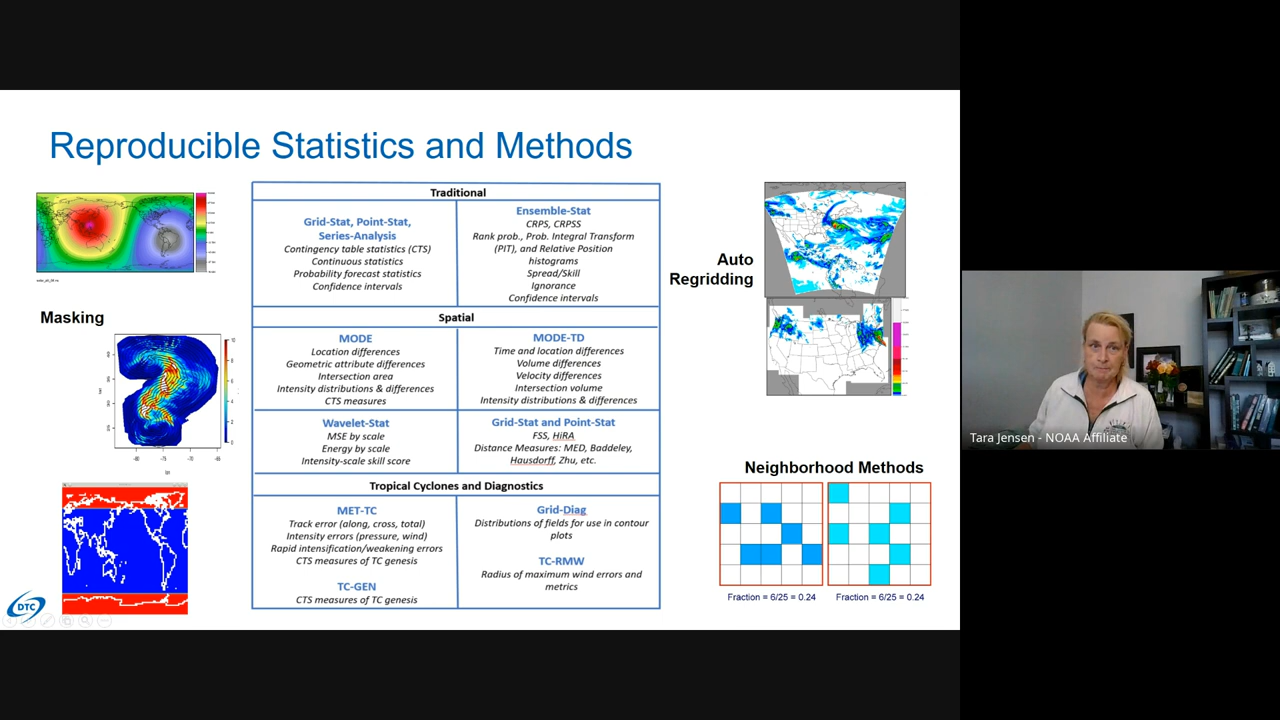 Reproducible Statistics and Methods
Masking
Traditional
Grid-Stat, Point-Stat,
Series-Analysis
Contingency table statistics (CTS)
Continuous statistics
Probability forecast statistics
Confidence intervals
Ensemble-Stat
CRPS, CRPSS
Rank prob., Prob. Integral Transform
(PIT), and Relative Position
histograms
Spread/Skill
Ignorance
Confidence intervals
Spatial
MODE
Location differences
Geometric attribute differences
Intersection area
Intensity distributions & differences
CTS measures
MODE-TD
Time and location differences
Volume differences
Velocity differences
Intersection volume
Intensity distributions & differences
Wavelet-Stat
MSE by scale
Energy by scale
Intensity-scale skill score
Grid-Stat and Point-Stat
FSS, HiRA
Distance Measures: MED, Baddeley,
Hausdorff, Zhu, etc.
Tropical Cyclones and Diagnostics
MET-TC
Track error (along, cross, total)
Intensity errors (pressure, wind)
Rapid intensification/weakening errors
CTS measures of TC genesis
TC-GEN
CTS measures of TC genesis
Grid-Diag
Distributions of fields for use in contour
plots
TC-RMW
Radius of maximum wind errors and
metrics
Auto
Regridding
Neighborhood Methods
Fraction = 6/25 = 0.24
Fraction = 6/25 = 0.24
DTC
Tara Jensen - NOAA Affiliate